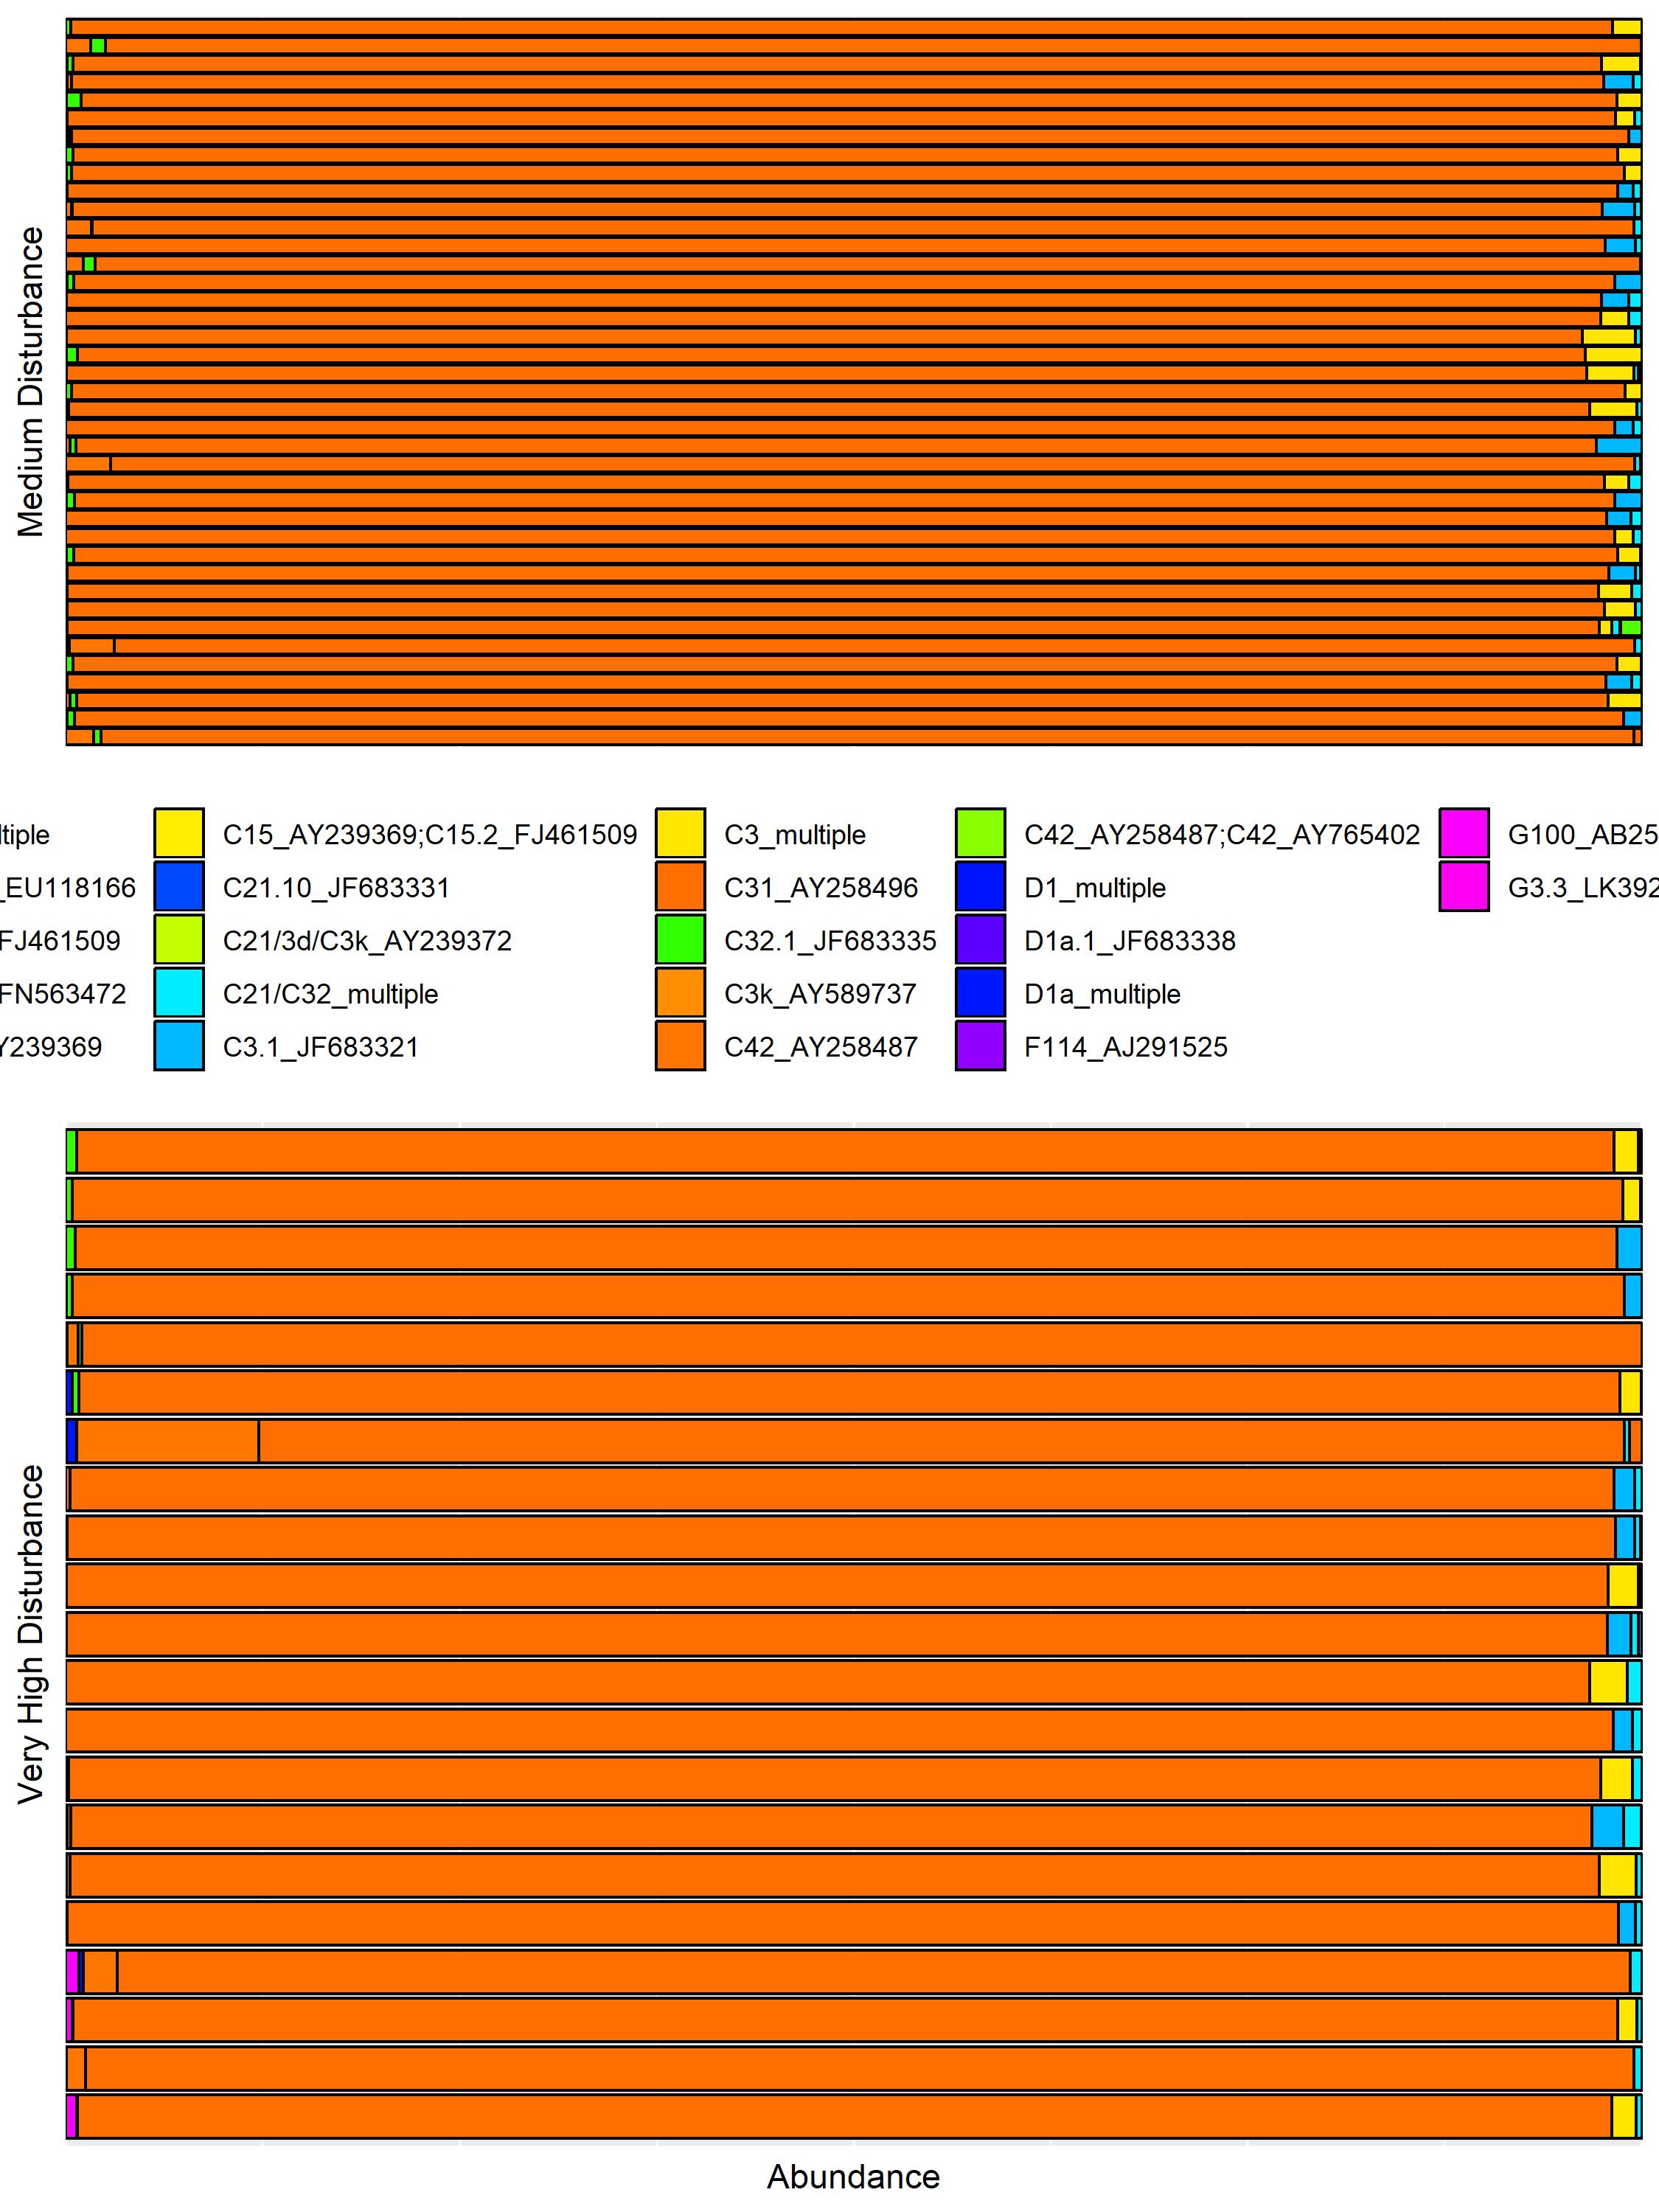 Medium Disturbance
ltiple C15_AY239369;C15.2_FJ461509 C3_multiple C42_AY258487;C42_AY765402 G100_AB25
_EU118166 C21.10_JF683331 C31_AY258496 D1_multiple G3.3_LK392
FJ461509 C21/3d/C3k_AY239372 C32.1_JF683335 D1a.1_JF683338
FN563472 C21/C32_multiple C3k_AY589737 D1a_multiple
Y239369 C3.1_JF683321 C42_AY258487 F114_AJ291525
Very High Disturbance
Abundance